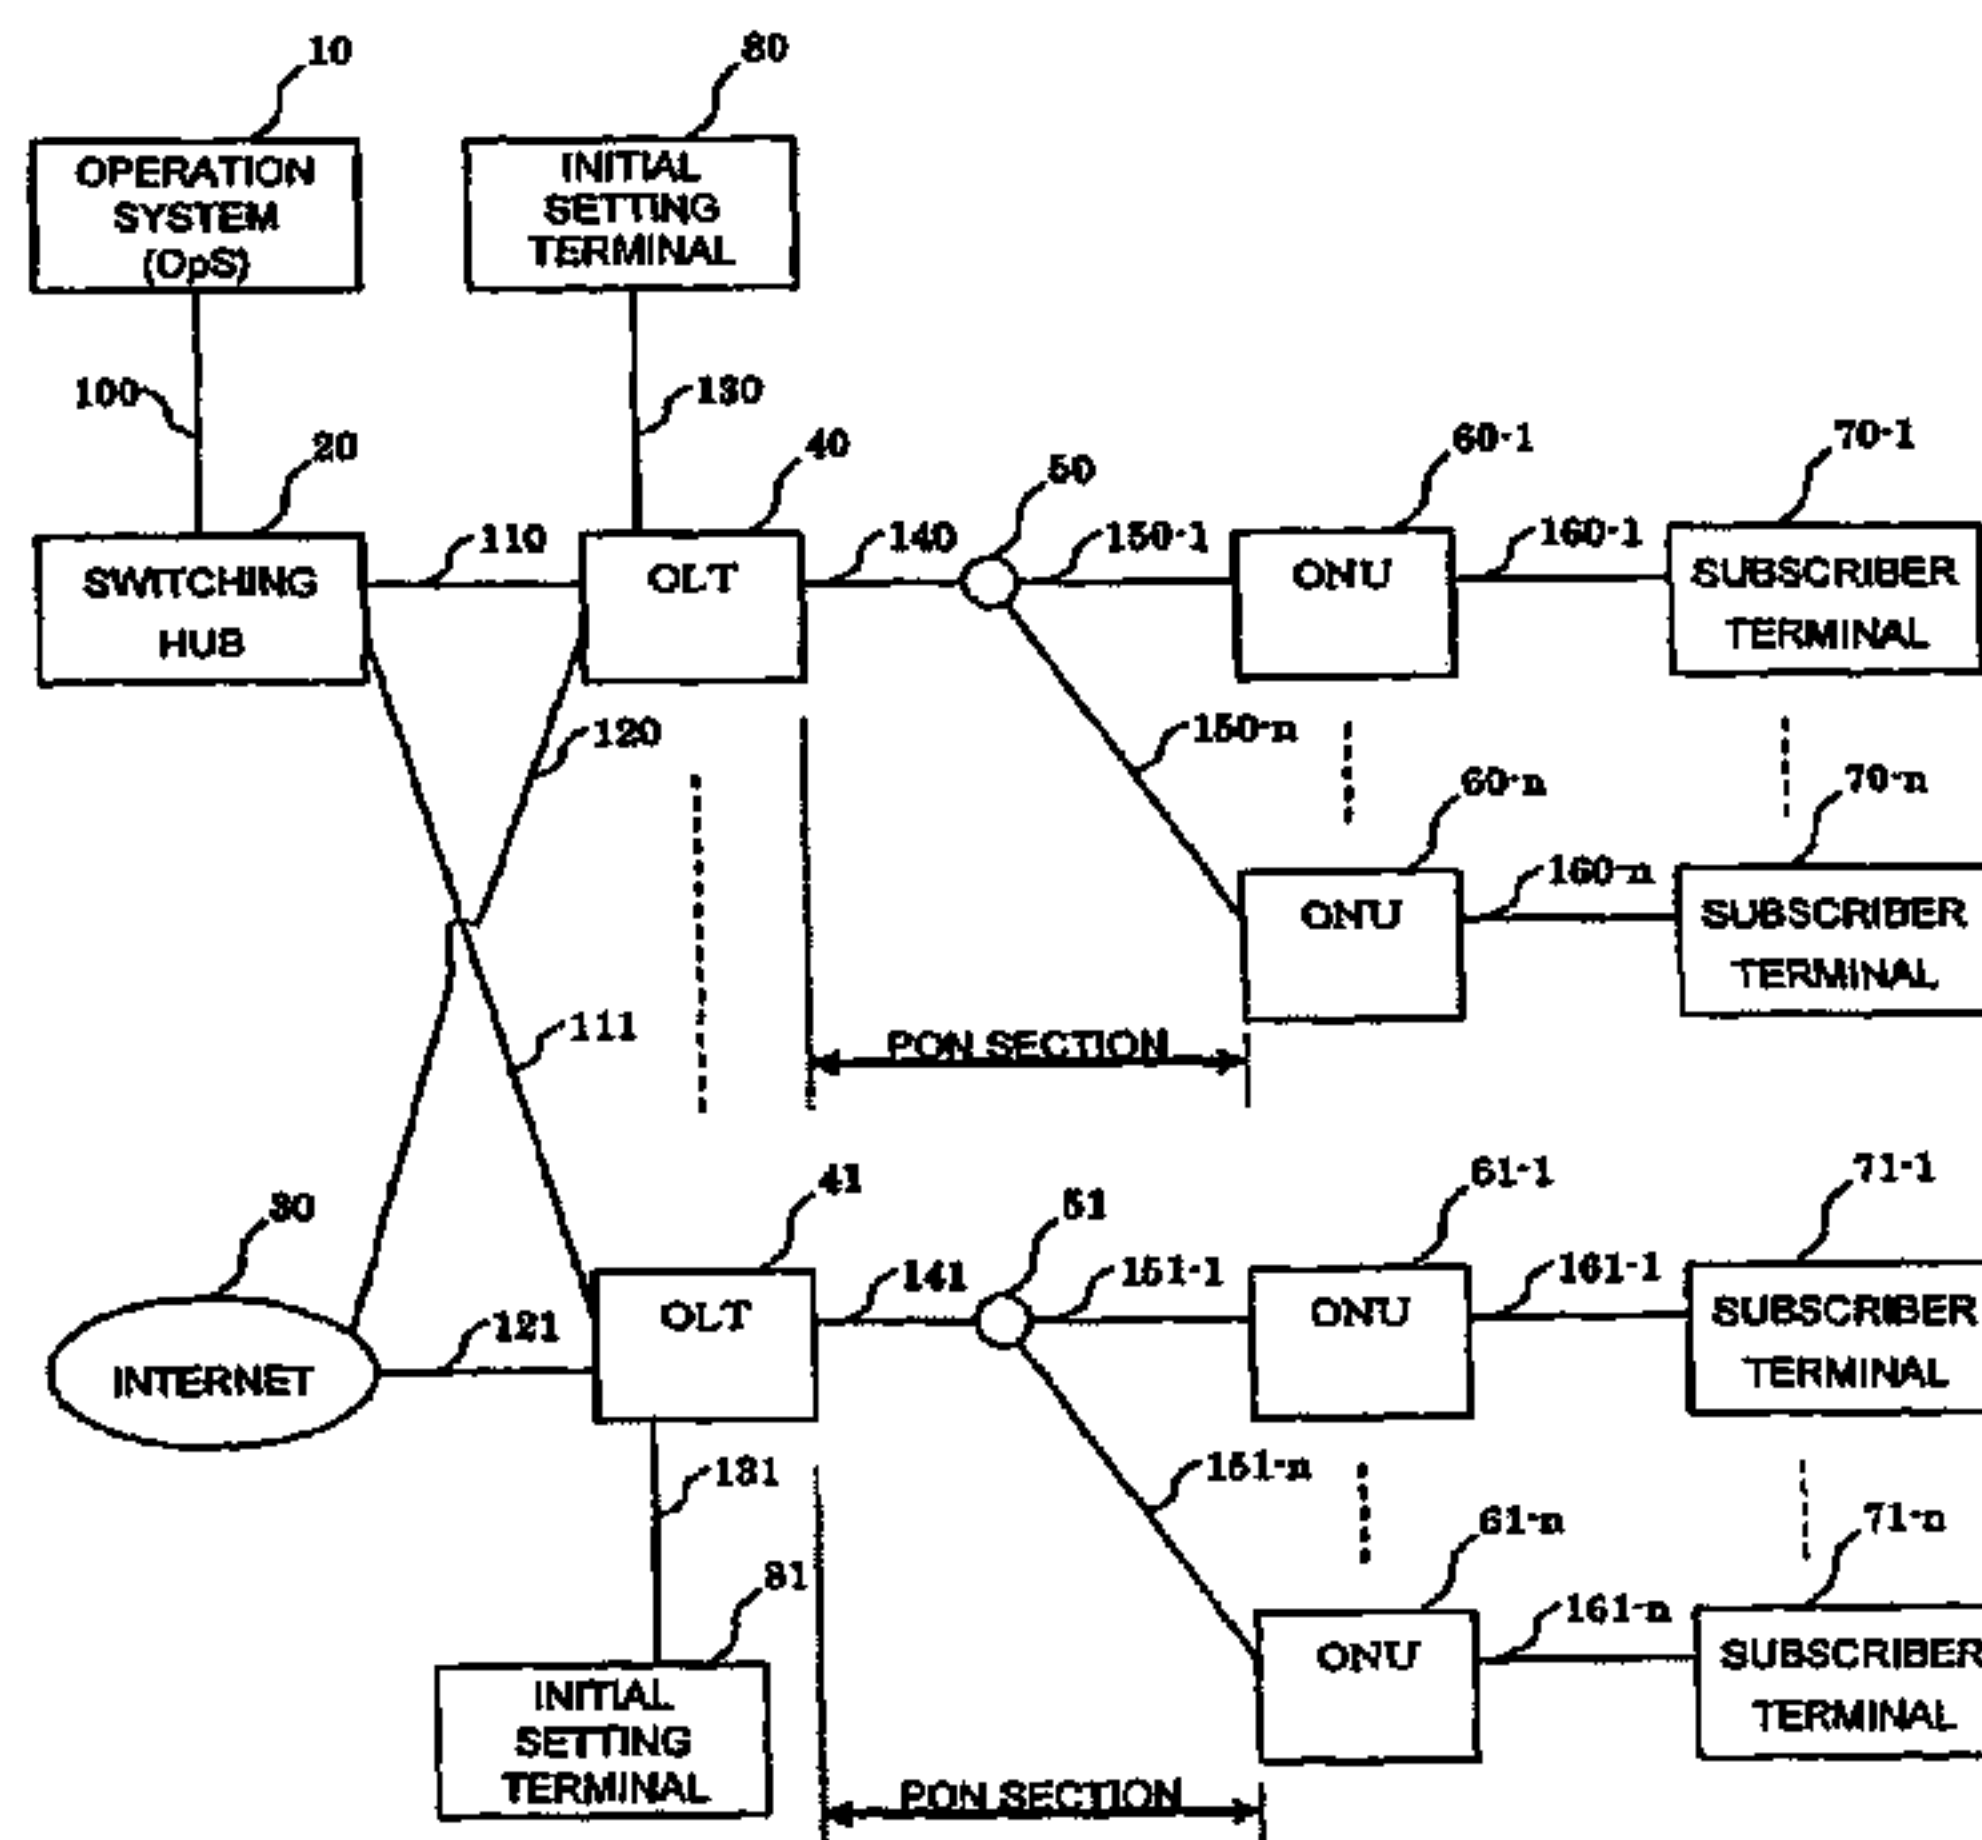 10
80
OPERATION
SYSTEM
(OpS)
INITIAL
SETTING
TERMINAL
100
130
20
40
50
60-1
70-1
SWITCHING
HUB
110
OLT
140
150-1
ONU
160-1
SUBSCRIBER
TERMINAL
120
150-n
60-n
70-n
ONU
160-n
SUBSCRIBER
TERMINAL
111
PON SECTION
30
41
51
61-1
71-1
INTERNET
121
OLT
141
151-1
ONU
161-1
SUBSCRIBER
TERMINAL
131
151-n
61-n
71-n
81
ONU
161-n
SUBSCRIBER
TERMINAL
INITIAL
SETTING
TERMINAL
PON SECTION